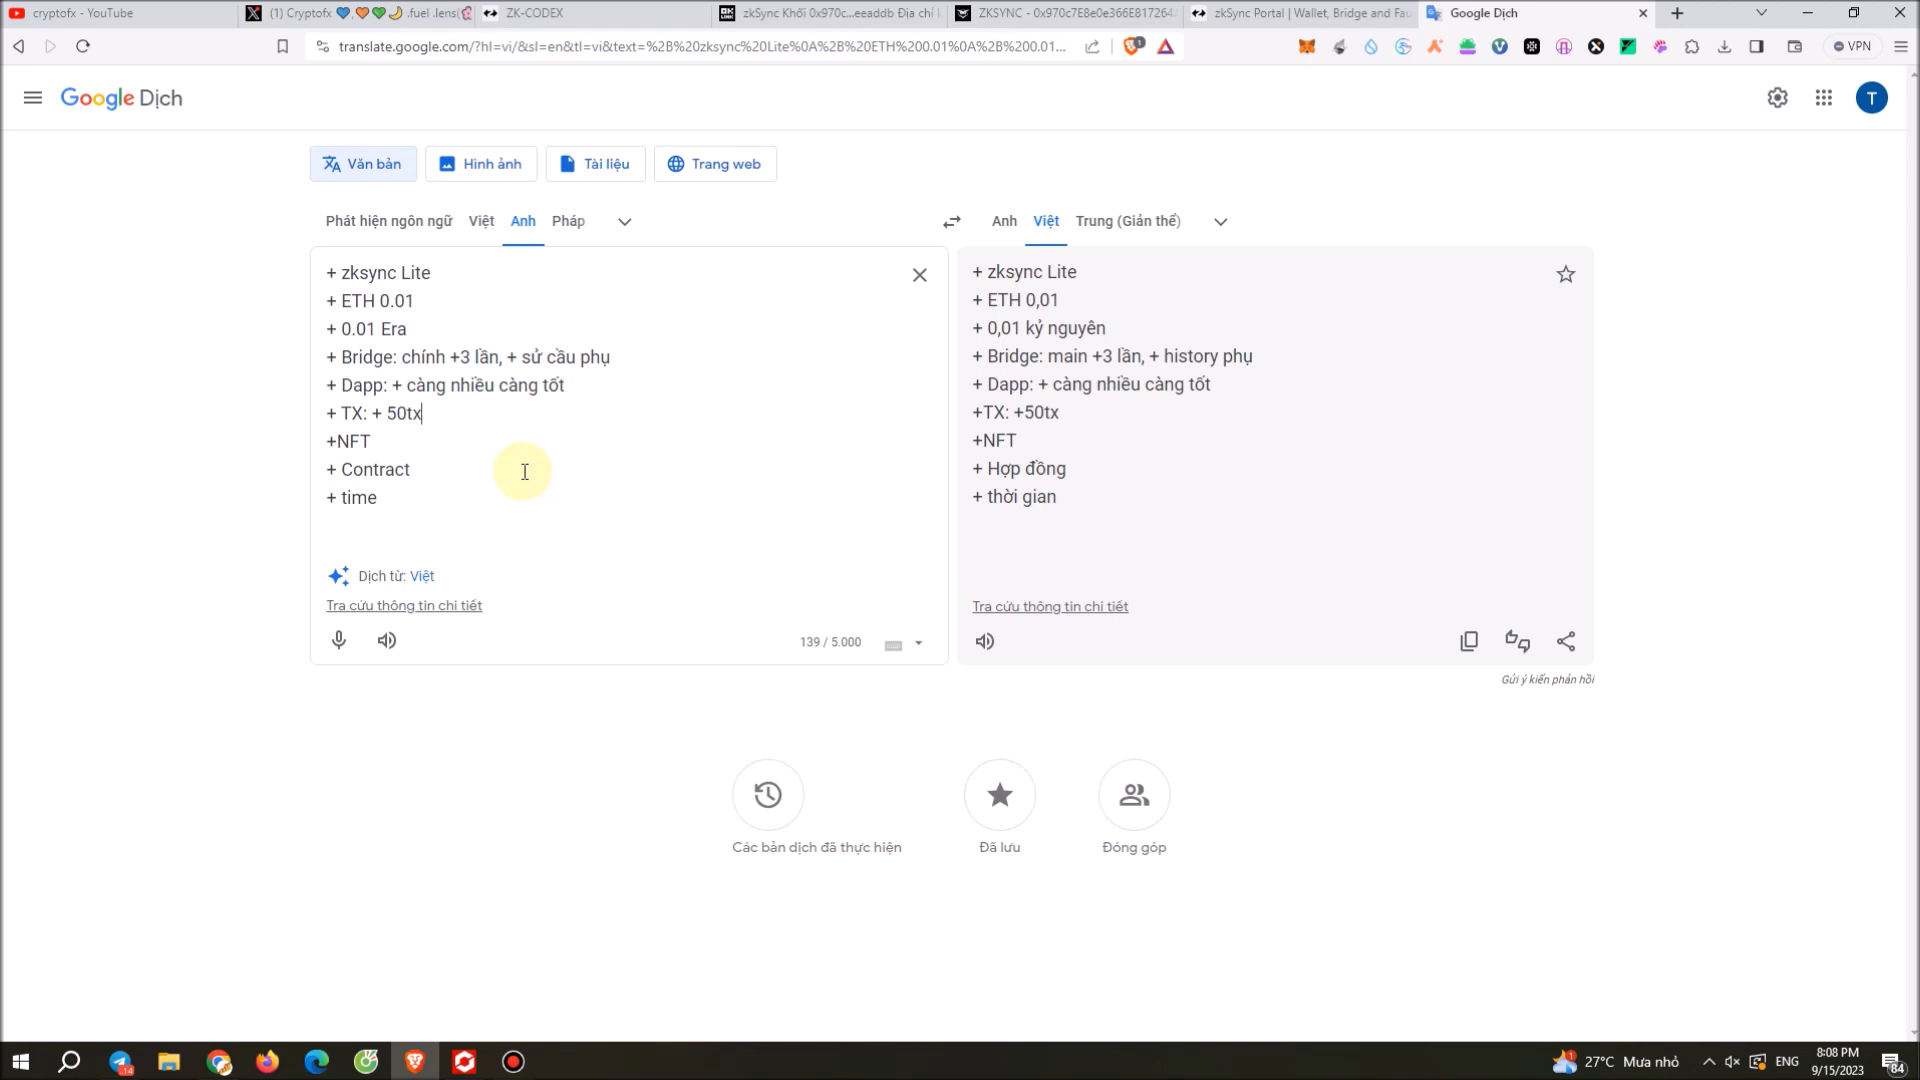 cryptofx - YouTube
(1) Cryptofx 💙,🧡💚🌙 .fuel .lens(
ZK-CODEX
zkSync Khối 0x970c...eeaddb Địa chỉ
ZKSYNC - 0x970c7E8e0e366E817264
zkSync Portal | Wallet, Bridge and Fau
Google Dịch
translate.google.com/?hl=vi/&sl=en&tl=vi&text=%2B%20zksync%20Lite%0A%2B%20ETH%200.01%0A%2B%200.01...
VPN
Google Dịch
T
Văn bản
Hình ảnh
Tài liệu
Trang web
Phát hiện ngôn ngữ Việt Anh Pháp
Anh Việt Trung (Giản thể)
+ zksync Lite
+ ETH 0.01
+ 0.01 Era
+ Bridge: chính +3 lần, + sử cầu phụ
+ Dapp: + càng nhiều càng tốt
+ TX: + 50tx
+NFT
+ Contract
+ time
Dịch từ: Việt
Tra cứu thông tin chi tiết
139 / 5.000
+ zksync Lite
+ ETH 0,01
+ 0,01 kỷ nguyên
+ Bridge: main +3 lần, + history phụ
+ Dapp: + càng nhiều càng tốt
+TX: +50tx
+NFT
+ Hợp đồng
+ thời gian
Tra cứu thông tin chi tiết
Gửi ý kiến phản hồi
Các bản dịch đã thực hiện
Đã lưu
Đóng góp
27°C Mưa nhỏ
ENG
8:08 PM
9/15/2023
84